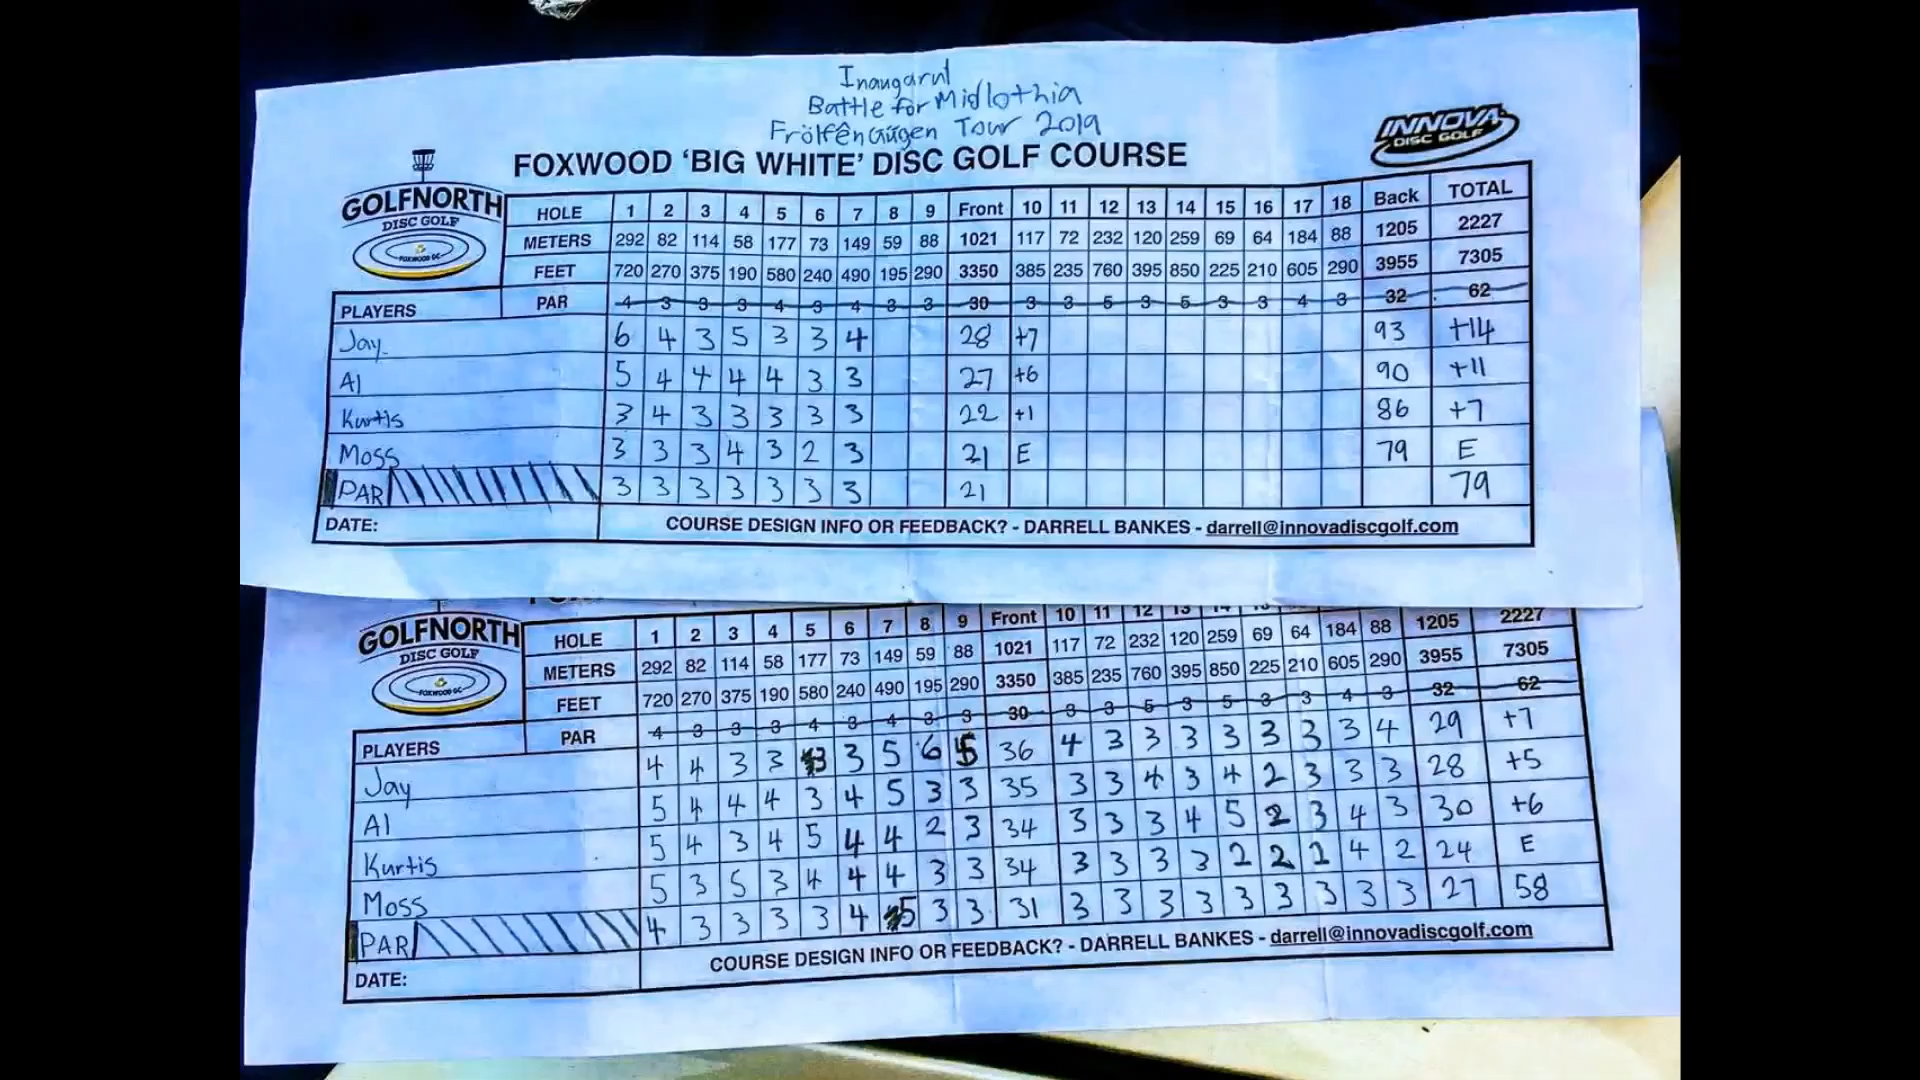 Inaugarul
Battle for Midlothia
FrölfênGügen Tour 2019
FOXWOOD ‘BIG WHITE’ DISC GOLF COURSE
INNOVA
DISC GOLF
GOLFNORTH
DISC GOLF
FOXWOOD GC
HOLE 1 2 3 4 5 6 7 8 9 Front 10 11 12 13 14 15 16 17 18 Back TOTAL
METERS 292 82 114 58 177 73 149 59 88 1021 117 72 232 120 259 69 64 184 88 1205 2227
FEET 720 270 375 190 580 240 490 195 290 3350 385 235 760 395 850 225 210 605 290 3955 7305
PLAYERS PAR 4 3 3 3 4 3 4 3 3 30 3 3 5 3 5 3 3 4 3 32 62
Jay 6 4 3 5 3 3 4 28 +7 93 +14
Al 5 4 4 4 4 3 3 27 +6 90 +11
Kurtis 3 4 3 3 3 3 3 22 +1 86 +7
Moss 3 3 3 4 3 2 3 21 E 79 E
PAR 3 3 3 3 3 3 3 21 79
DATE: COURSE DESIGN INFO OR FEEDBACK? - DARRELL BANKES - darrell@innovadiscgolf.com
GOLFNORTH
DISC GOLF
FOXWOOD GC
HOLE 1 2 3 4 5 6 7 8 9 Front 10 11 12 13
METERS 292 82 114 58 177 73 149 59 88 1021 117 72 232 120 259 69 64 184 88 1205 2227
FEET 720 270 375 190 580 240 490 195 290 3350 385 235 760 395 850 225 210 605 290 3955 7305
PLAYERS PAR 4 3 3 3 4 3 4 3 3 30 3 3 5 3 5 3 3 4 3 32 62
Jay 4 4 3 3 3 3 5 6 5 36 4 3 3 3 3 3 3 3 4 29 +7
Al 5 4 4 4 3 4 5 3 3 35 3 3 4 3 4 2 3 3 3 28 +5
Kurtis 5 4 3 4 5 4 4 2 3 34 3 3 3 4 5 2 3 4 3 30 +6
Moss 5 3 5 3 4 4 4 3 3 34 3 3 3 3 2 2 2 4 2 24 E
PAR 4 3 3 3 3 4 5 3 3 31 3 3 3 3 3 3 3 3 3 27 58
DATE: COURSE DESIGN INFO OR FEEDBACK? - DARRELL BANKES - darrell@innovadiscgolf.com